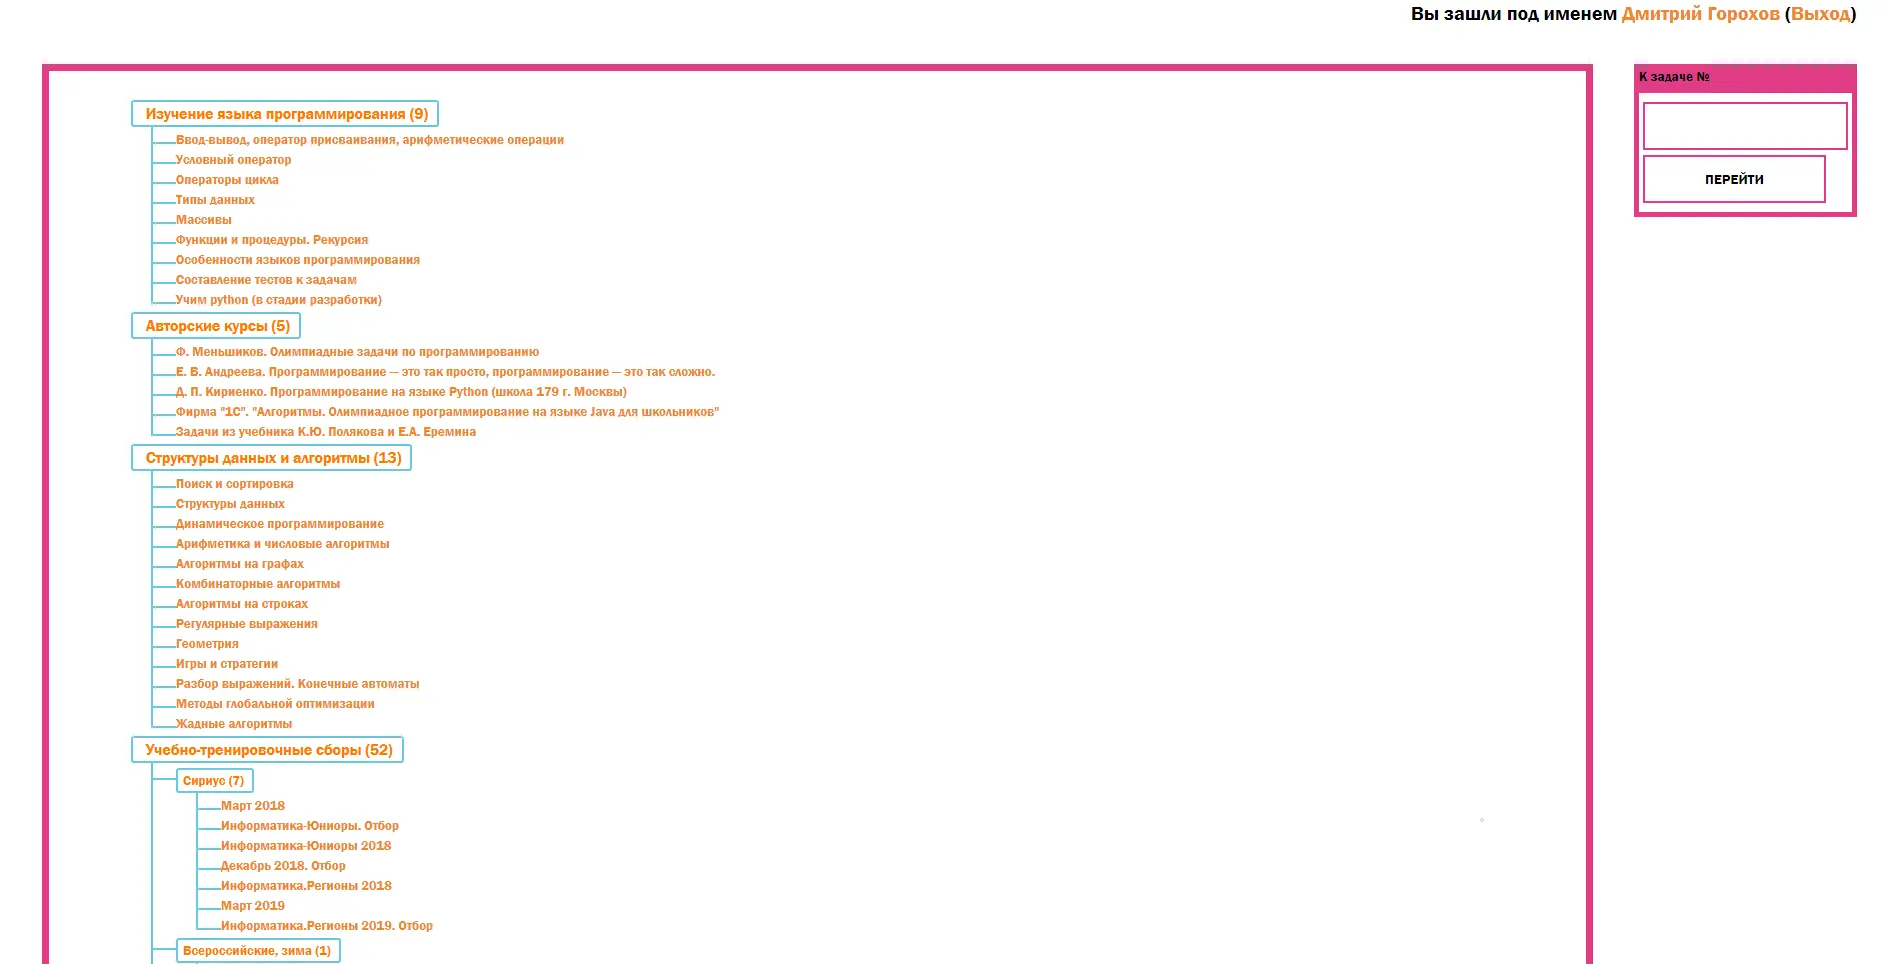 Вы зашли под именем Дмитрий Горохов (Выход)
К задаче №
ПЕРЕЙТИ
Изучение языка программирования (9)
Ввод-вывод, оператор присваивания, арифметические операции
Условный оператор
Операторы цикла
Типы данных
Массивы
Функции и процедуры. Рекурсия
Особенности языков программирования
Составление тестов к задачам
Учим python (в стадии разработки)
Авторские курсы (5)
Ф. Меньшиков. Олимпиадные задачи по программированию
Е. В. Андреева. Программирование — это так просто, программирование — это так сложно.
Д. П. Кириенко. Программирование на языке Python (школа 179 г. Москвы)
Фирма "1С". "Алгоритмы. Олимпиадное программирование на языке Java для школьников"
Задачи из учебника К.Ю. Полякова и Е.А. Еремина
Структуры данных и алгоритмы (13)
Поиск и сортировка
Структуры данных
Динамическое программирование
Арифметика и числовые алгоритмы
Алгоритмы на графах
Комбинаторные алгоритмы
Алгоритмы на строках
Регулярные выражения
Геометрия
Игры и стратегии
Разбор выражений. Конечные автоматы
Методы глобальной оптимизации
Жадные алгоритмы
Учебно-тренировочные сборы (52)
Сириус (7)
Март 2018
Информатика-Юниоры. Отбор
Информатика-Юниоры 2018
Декабрь 2018. Отбор
Информатика.Регионы 2018
Март 2019
Информатика.Регионы 2019. Отбор
Всероссийские, зима (1)